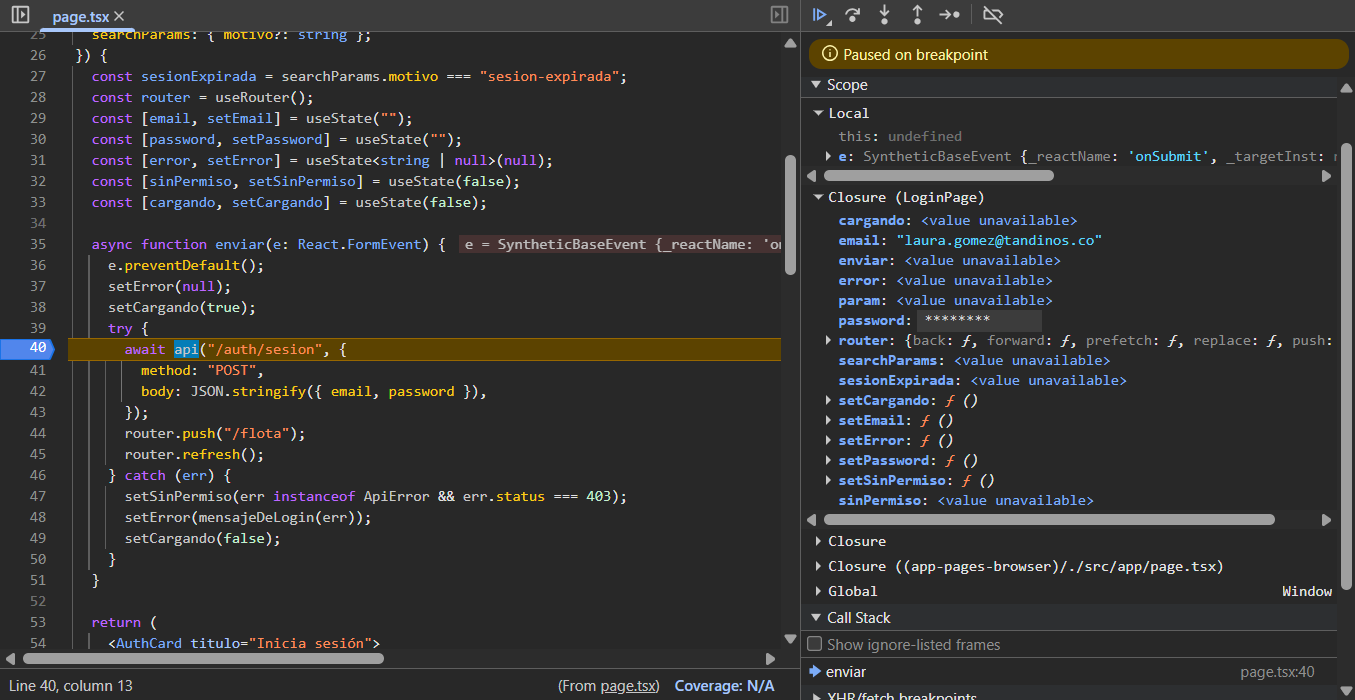 page.tsx
25 searchParams: { motivo?: string };
26 }) {
27 const sesionExpirada = searchParams.motivo === "sesion-expirada";
28 const router = useRouter();
29 const [email, setEmail] = useState("");
30 const [password, setPassword] = useState("");
31 const [error, setError] = useState<string | null>(null);
32 const [sinPermiso, setSinPermiso] = useState(false);
33 const [cargando, setCargando] = useState(false);
34
35 async function enviar(e: React.FormEvent) { e = SyntheticBaseEvent {_reactName: 'on
36 e.preventDefault();
37 setError(null);
38 setCargando(true);
39 try {
40 await api("/auth/sesion", {
41 method: "POST",
42 body: JSON.stringify({ email, password }),
43 });
44 router.push("/flota");
45 router.refresh();
46 } catch (err) {
47 setSinPermiso(err instanceof ApiError && err.status === 403);
48 setError(mensajeDeLogin(err));
49 setCargando(false);
50 }
51 }
52
53 return (
54 <AuthCard titulo="Inicia sesión">
Line 40, column 13
(From page.tsx) Coverage: N/A
Paused on breakpoint
Scope
Local
this: undefined
e: SyntheticBaseEvent {_reactName: 'onSubmit', _targetInst: n
Closure (LoginPage)
cargando: <value unavailable>
email: "laura.gomez@tandinos.co"
enviar: <value unavailable>
error: <value unavailable>
param: <value unavailable>
password: ********
router: {back: ƒ, forward: ƒ, prefetch: ƒ, replace: ƒ, push:
searchParams: <value unavailable>
sesionExpirada: <value unavailable>
setCargando: ƒ ()
setEmail: ƒ ()
setError: ƒ ()
setPassword: ƒ ()
setSinPermiso: ƒ ()
sinPermiso: <value unavailable>
Closure
Closure ((app-pages-browser)/./src/app/page.tsx)
Global Window
Call Stack
Show ignore-listed frames
enviar page.tsx:40
XHR/fetch breakpoints